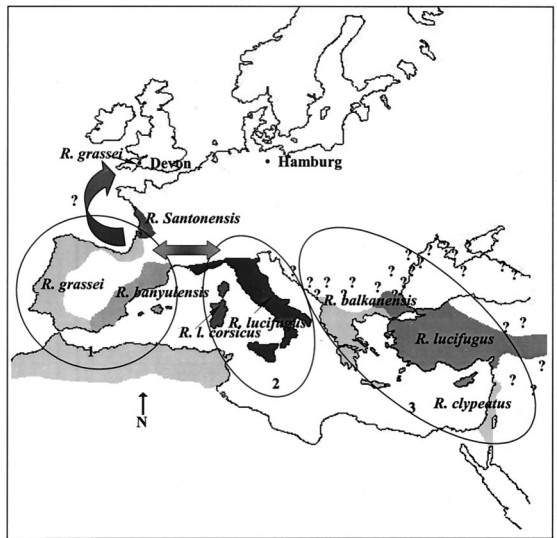 R. grassei
Devon
Hamburg
?
R. Santonensis
R. grassei
R. banyulensis
R. l. corsicus
R. lucifugus
R. balkanensis
R. lucifugus
R. clypeatus
1
2
3
N
? ? ? ? ? ? ? ? ? ? ? ?
? ? ? ? ?